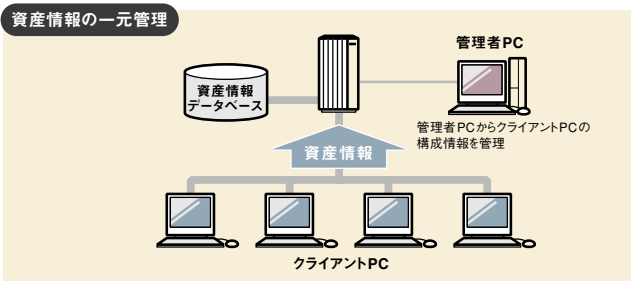 資産情報の一元管理
管理者PC
資産情報
データベース
管理者PCからクライアントPCの
構成情報を管理
資産情報
クライアントPC